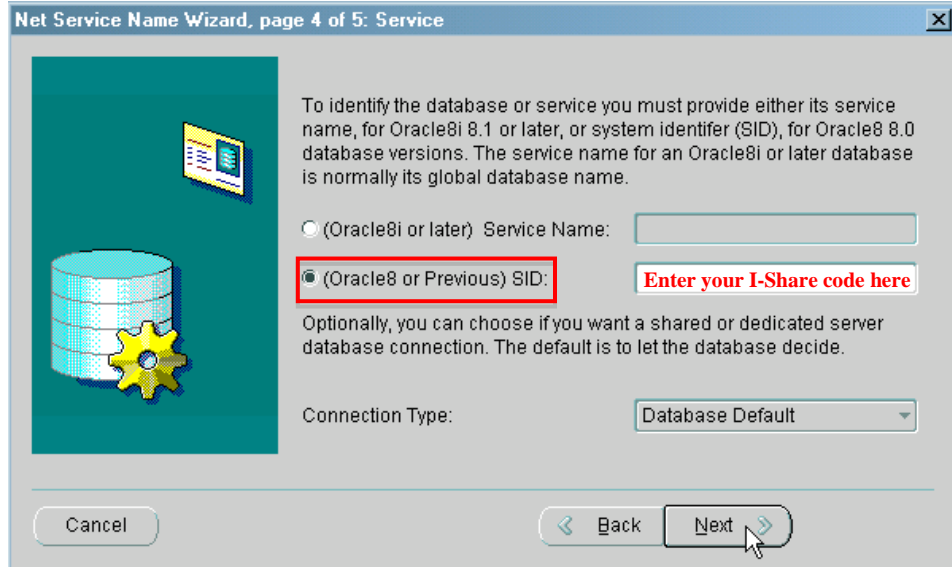 Net Service Name Wizard, page 4 of 5: Service
To identify the database or service you must provide either its service
name, for Oracle8i 8.1 or later, or system identifer (SID), for Oracle8 8.0
database versions. The service name for an Oracle8i or later database
is normally its global database name.
(Oracle8i or later) Service Name:
(Oracle8 or Previous) SID: Enter your I-Share code here
Optionally, you can choose if you want a shared or dedicated server
database connection. The default is to let the database decide.
Connection Type: Database Default
Cancel Back Next